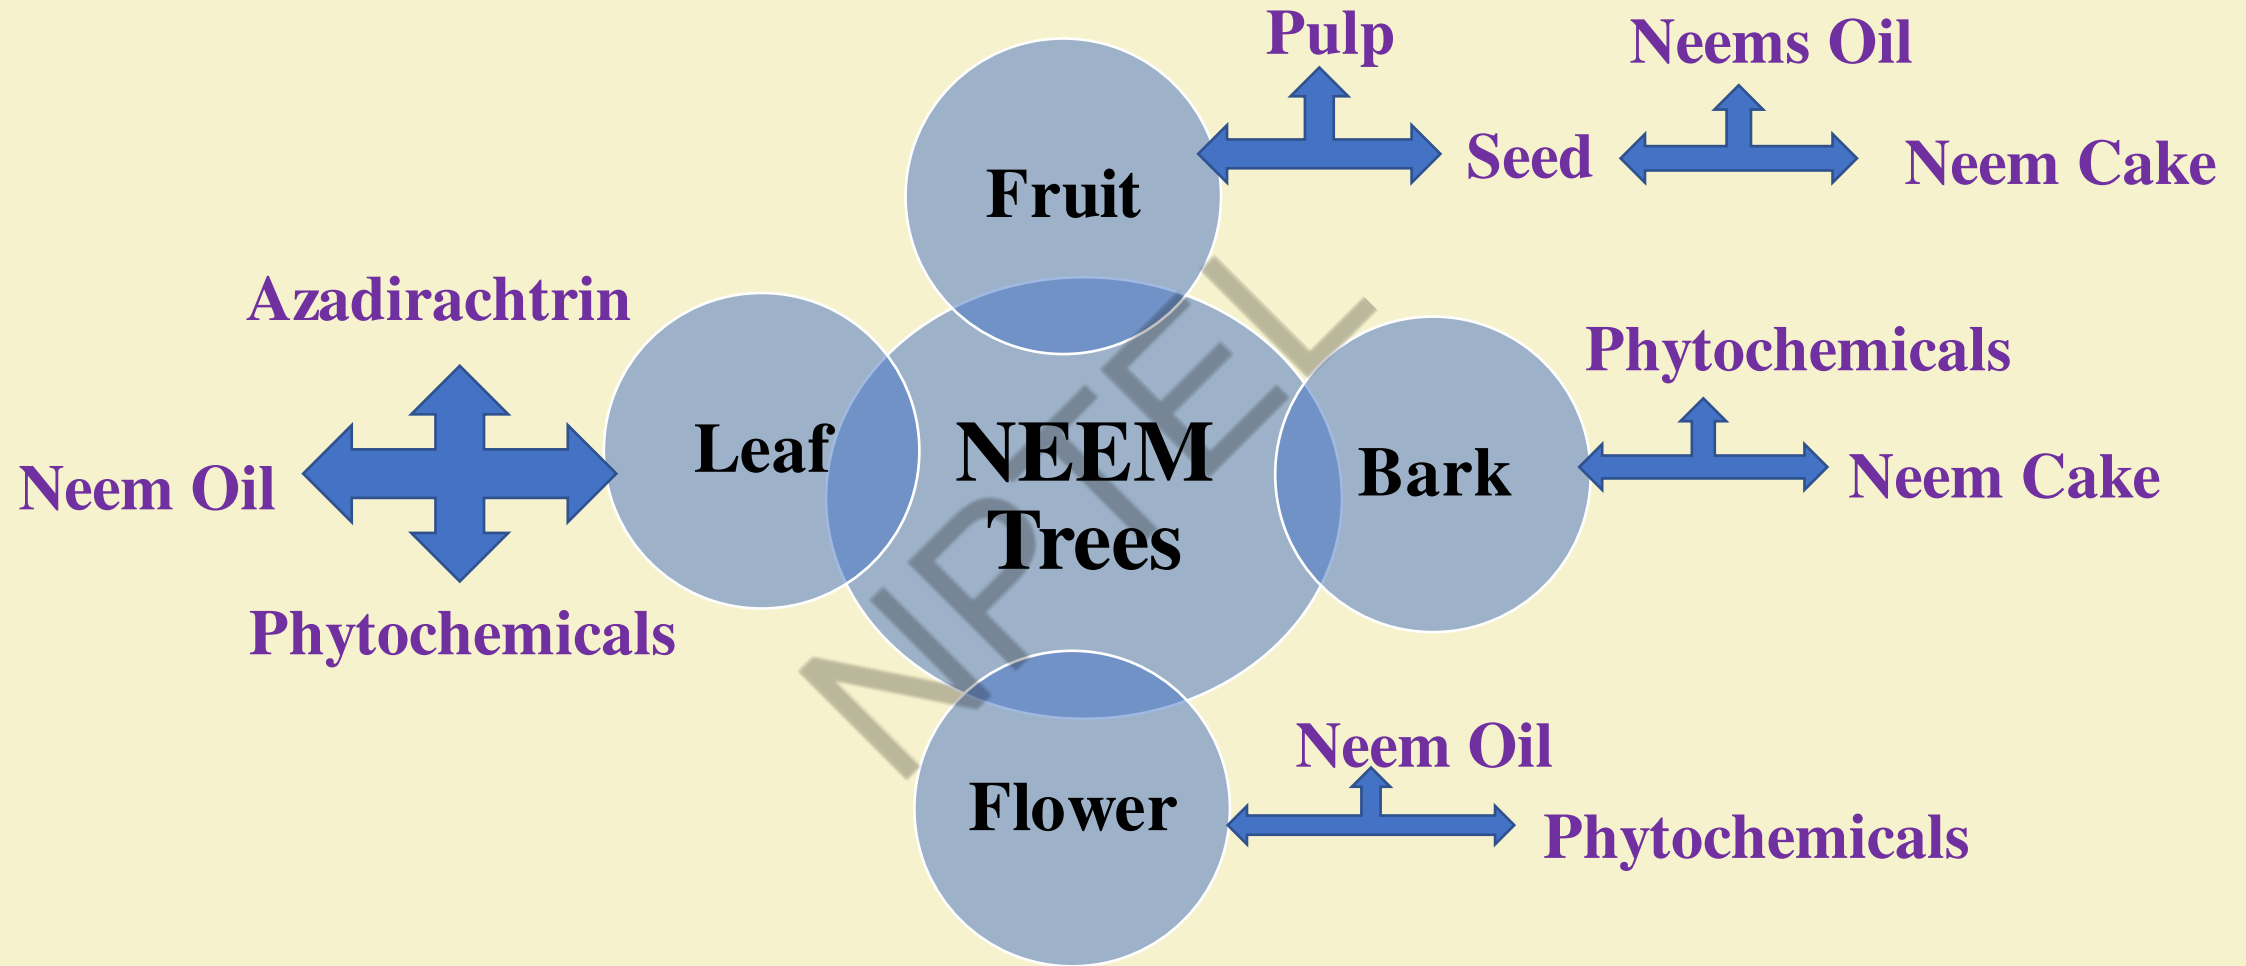 Pulp
Neems Oil
Seed
Neem Cake
Fruit
Azadirachtrin
Neem Oil
Phytochemicals
Leaf
NEEM
Trees
Bark
Phytochemicals
Neem Cake
Flower
Neem Oil
Phytochemicals
NPTEL